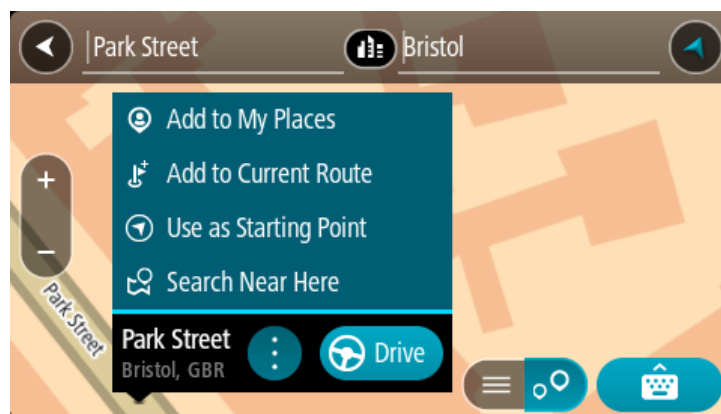 Park Street
Bristol
Add to My Places
Add to Current Route
Use as Starting Point
Search Near Here
Park Street
Park Street
Bristol, GBR
Drive